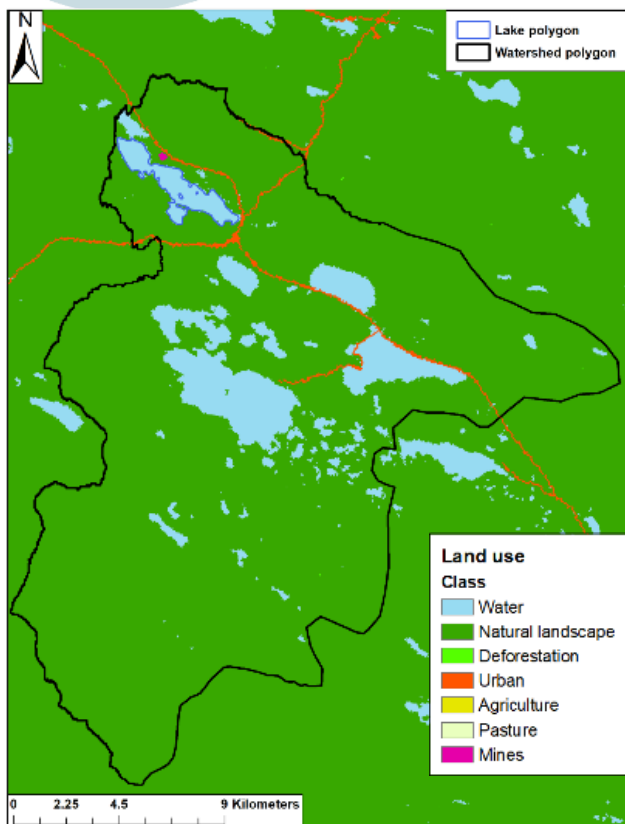 N
Lake polygon
Watershed polygon
Land use
Class
Water
Natural landscape
Deforestation
Urban
Agriculture
Pasture
Mines
0 2.25 4.5 9 Kilometers